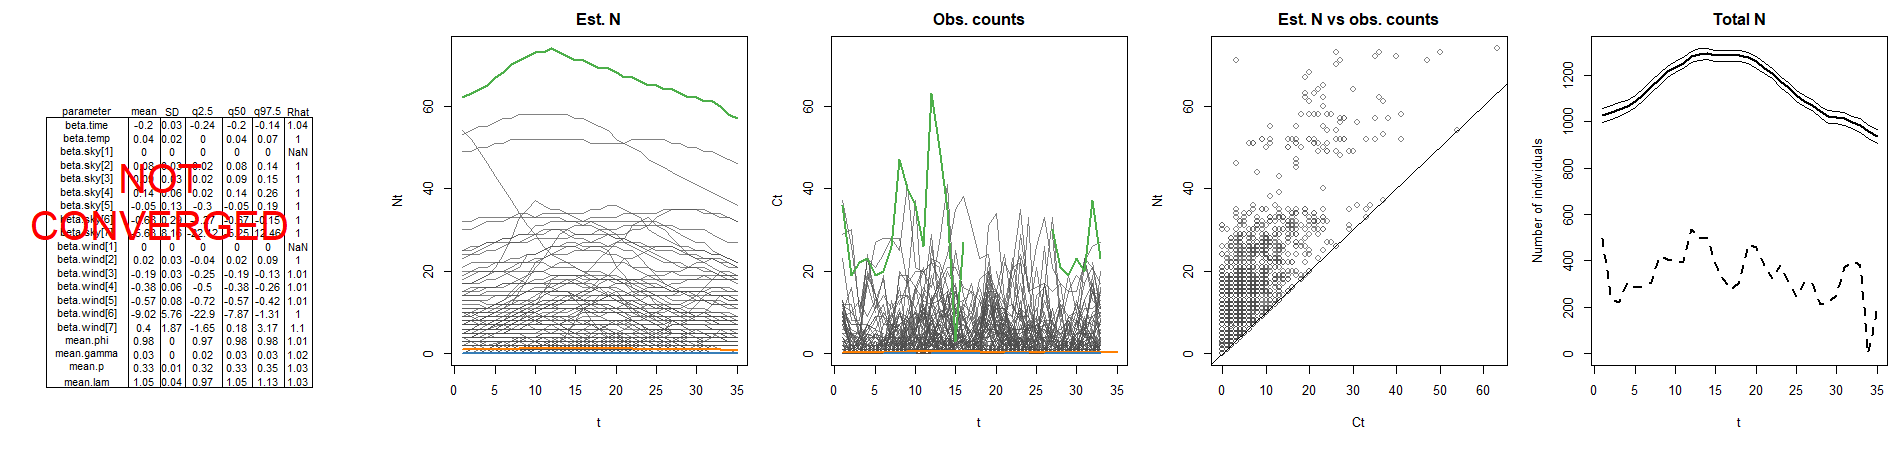 parameter mean SD q2.5 q50 q97.5 Rhat
beta.time -0.2 0.03 -0.24 -0.2 -0.14 1.04
beta.temp 0.04 0.02 0 0.04 0.07 1
beta.sky[1] 0 0 0 0 0 NaN
beta.sky[2] 0.08 0.03 0.02 0.08 0.14 1
beta.sky[3] 0.03 0.02 0.09 0.15 1
beta.sky[4] 0.14 0.06 0.02 0.14 0.26 1
beta.sky[5] -0.05 0.13 -0.3 -0.05 0.19 1
beta.sky[6] 1
beta.sky[7] 1
NOT
CONVERGED
beta.wind[1] 0 0 0 0 0 NaN
beta.wind[2] 0.02 0.03 -0.04 0.02 0.09 1
beta.wind[3] -0.19 0.03 -0.25 -0.19 -0.13 1.01
beta.wind[4] -0.38 0.06 -0.5 -0.38 -0.26 1.01
beta.wind[5] -0.57 0.08 -0.72 -0.57 -0.42 1.01
beta.wind[6] -9.02 5.76 -22.9 -7.87 -1.31 1
beta.wind[7] 0.4 1.87 -1.65 0.18 3.17 1.1
mean.phi 0.98 0 0.97 0.98 0.98 1.01
mean.gamma 0.03 0 0.02 0.03 0.03 1.02
mean.p 0.33 0.01 0.32 0.33 0.35 1.03
mean.lam 1.05 0.04 0.97 1.05 1.13 1.03
Est. N
Nt
60
40
20
0
0 5 10 15 20 25 30 35
t
Obs. counts
Ct
60
40
20
0
0 5 10 15 20 25 30 35
t
Est. N vs obs. counts
Nt
60
40
20
0
0 10 20 30 40 50 60
Ct
Total N
Number of individuals
1200
1000
800
600
400
200
0
0 5 10 15 20 25 30 35
t